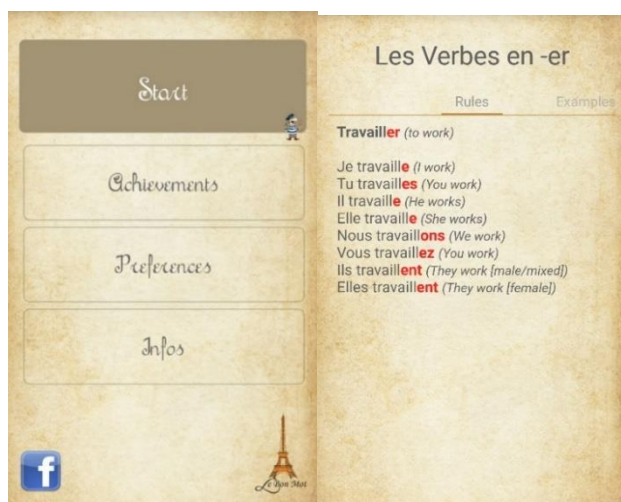 Start
Achievements
Preferences
Infos
f
Le Bon Mot
Les Verbes en -er
Rules
Examples
Travailler (to work)
Je travaille (I work)
Tu travailles (You work)
Il travaille (He works)
Elle travaille (She works)
Nous travaillons (We work)
Vous travaillez (You work)
Ils travaillent (They work [male/mixed])
Elles travaillent (They work [female])